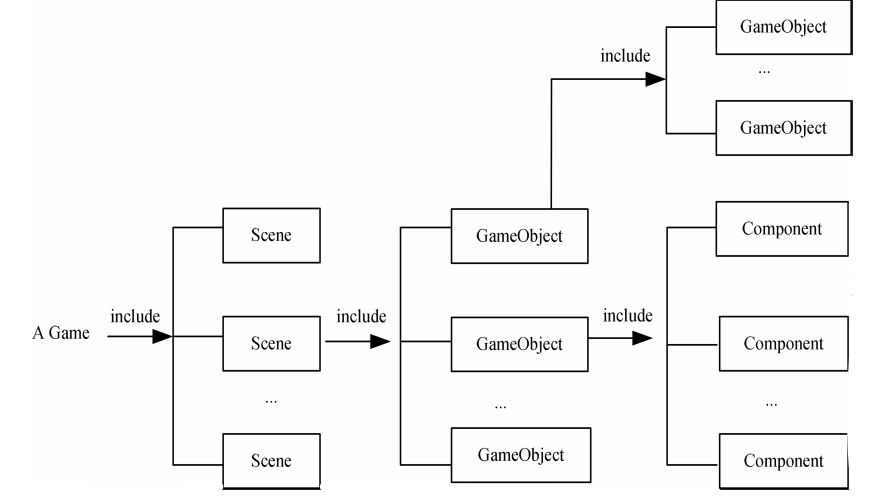 GameObject
include
...
GameObject
Scene
GameObject
Component
A Game
include
Scene
include
GameObject
include
Component
...
...
...
Scene
GameObject
Component